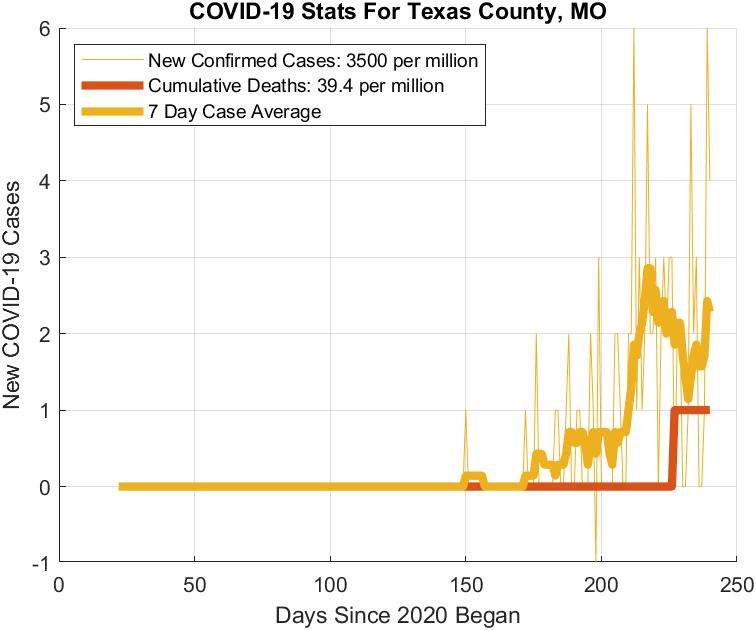 COVID-19 Stats For Texas County, MO
6
5
4
3
2
1
0
-1
New COVID-19 Cases
New Confirmed Cases: 3500 per million
Cumulative Deaths: 39.4 per million
7 Day Case Average
0 50 100 150 200 250
Days Since 2020 Began